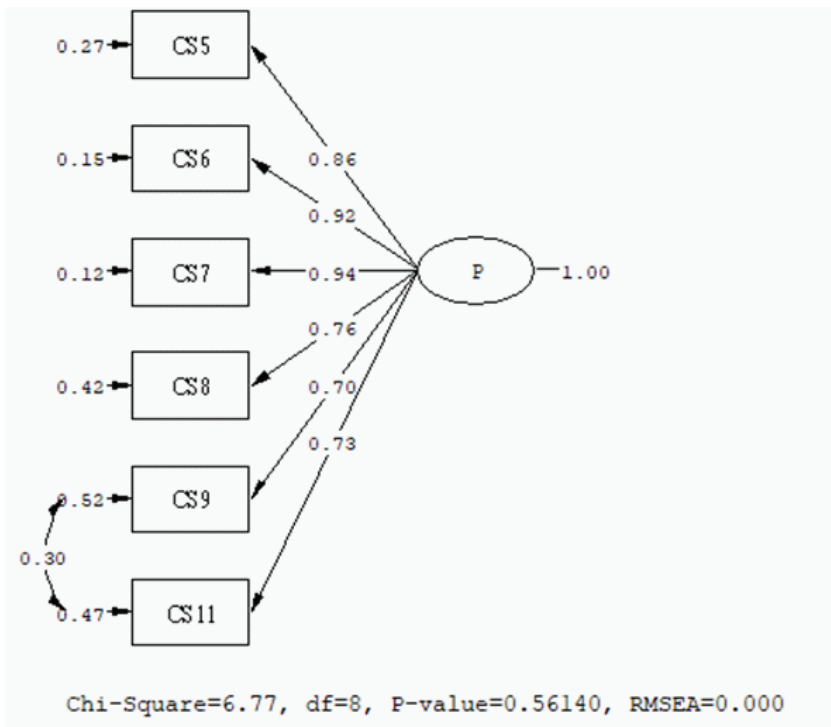 0.27 CS5
0.86
0.15 CS6
0.92
0.12 CS7 0.94 P 1.00
0.76
0.42 CS8 0.70
0.73
0.52 CS9
0.30
0.47 CS11
Chi-Square=6.77, df=8, P-value=0.56140, RMSEA=0.000